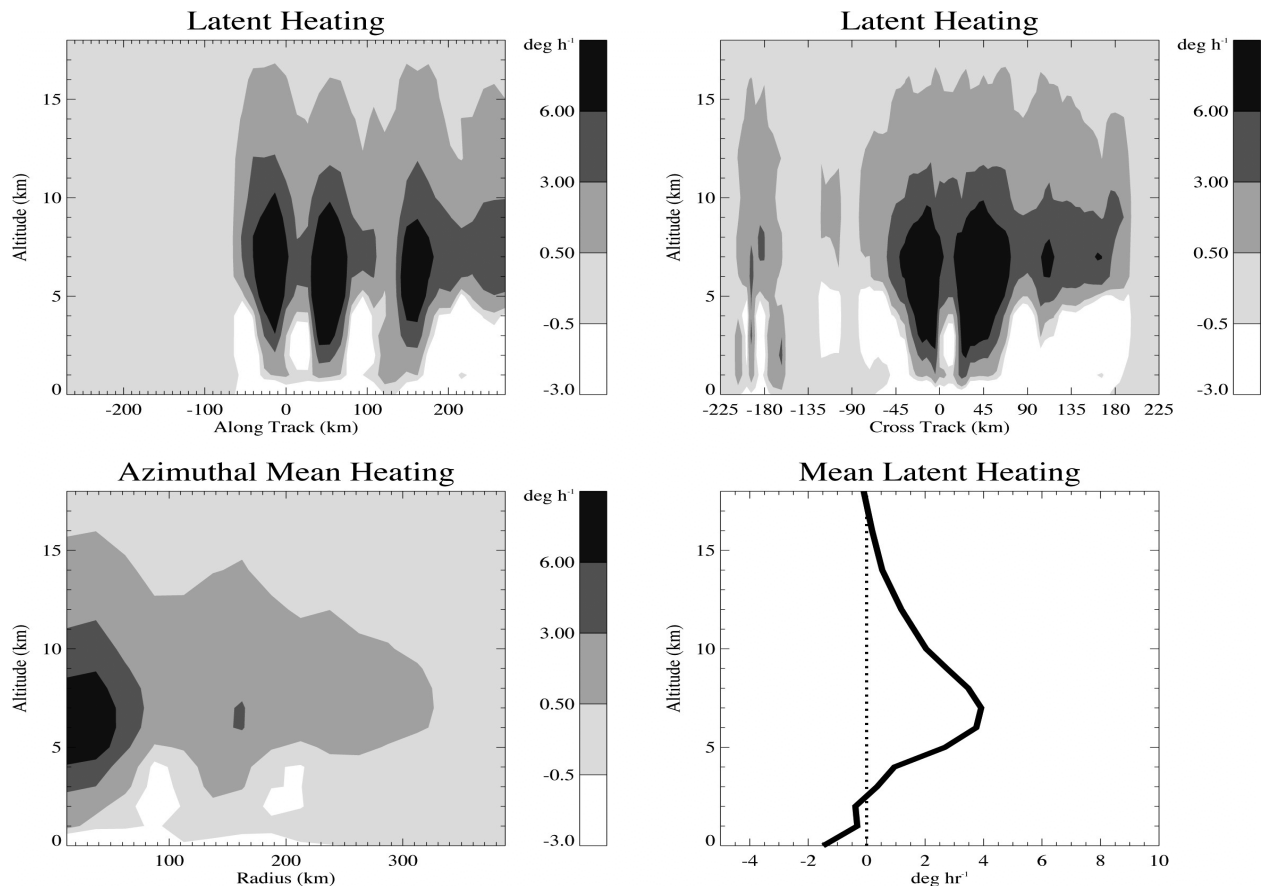 Latent Heating
deg h⁻¹
6.00
3.00
0.50
-0.5
-3.0
Altitude (km)
15
10
5
0
-200 -100 0 100 200
Along Track (km)
Latent Heating
deg h⁻¹
6.00
3.00
0.50
-0.5
-3.0
Altitude (km)
15
10
5
0
-225 -180 -135 -90 -45 0 45 90 135 180 225
Cross Track (km)
Azimuthal Mean Heating
deg h⁻¹
6.00
3.00
0.50
-0.5
-3.0
Altitude (km)
15
10
5
0
100 200 300
Radius (km)
Mean Latent Heating
Altitude (km)
15
10
5
0
-4 -2 0 2 4 6 8 10
deg hr⁻¹